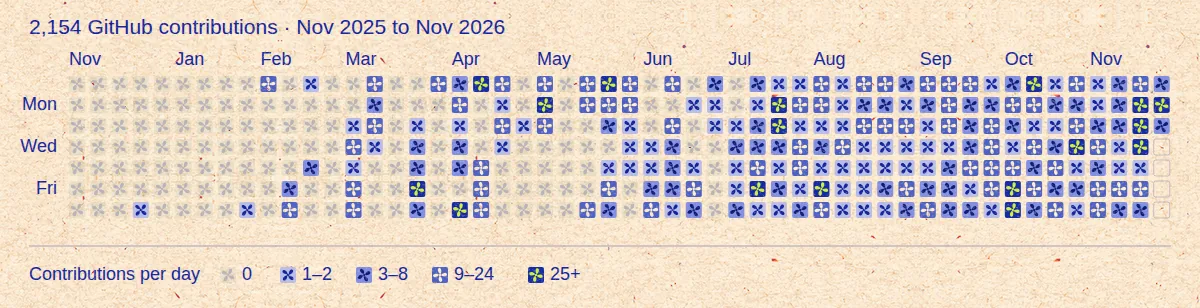 2,154 GitHub contributions · Nov 2025 to Nov 2026
Nov Jan Feb Mar Apr May Jun Jul Aug Sep Oct Nov
Mon
Wed
Fri
Contributions per day 0 1–2 3–8 9–24 25+